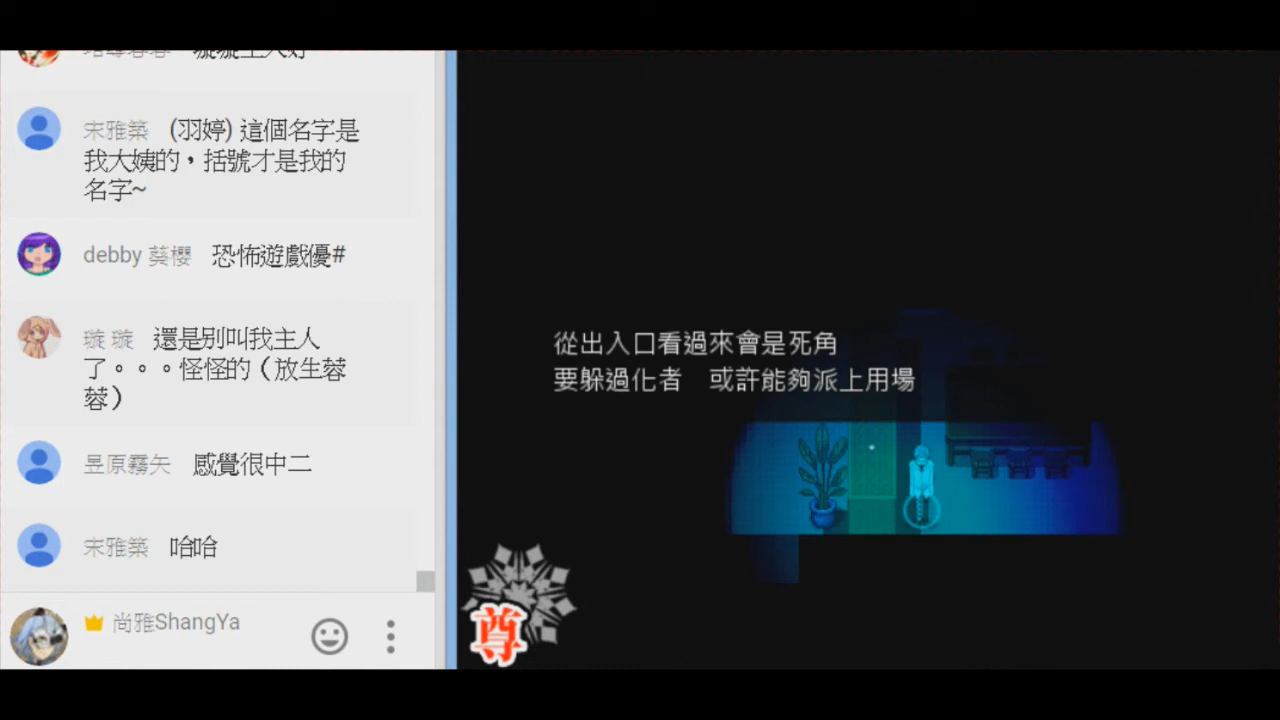 宋雅築 (羽婷) 這個名字是
我大姨的，括號才是我的
名字~
debby 葵櫻 恐怖遊戲優#
璇 璇 還是別叫我主人
了。。。怪怪的（放生蓉
蓉）
昱原霧矢 感覺很中二
宋雅築 哈哈
尚雅ShangYa
從出入口看過來會是死角
要躲過化者 或許能夠派上用場
尊